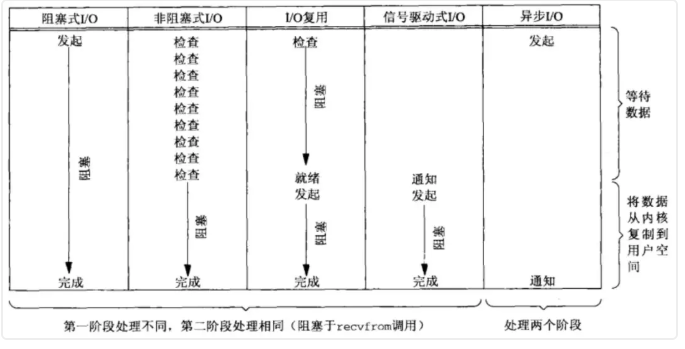 阻塞式I/O 非阻塞式I/O I/O复用 信号驱动式I/O 异步I/O
发起 检查 检查 发起
检查
检查
检查
检查
检查
检查
检查
检查 就绪 通知
发起 发起
阻塞
阻塞
阻塞
阻塞
阻塞
完成 完成 完成 完成 通知
等待
数据
将数据
从内核
复制到
用户空
间
第一阶段处理不同，第二阶段处理相同（阻塞于recvfrom调用） 处理两个阶段